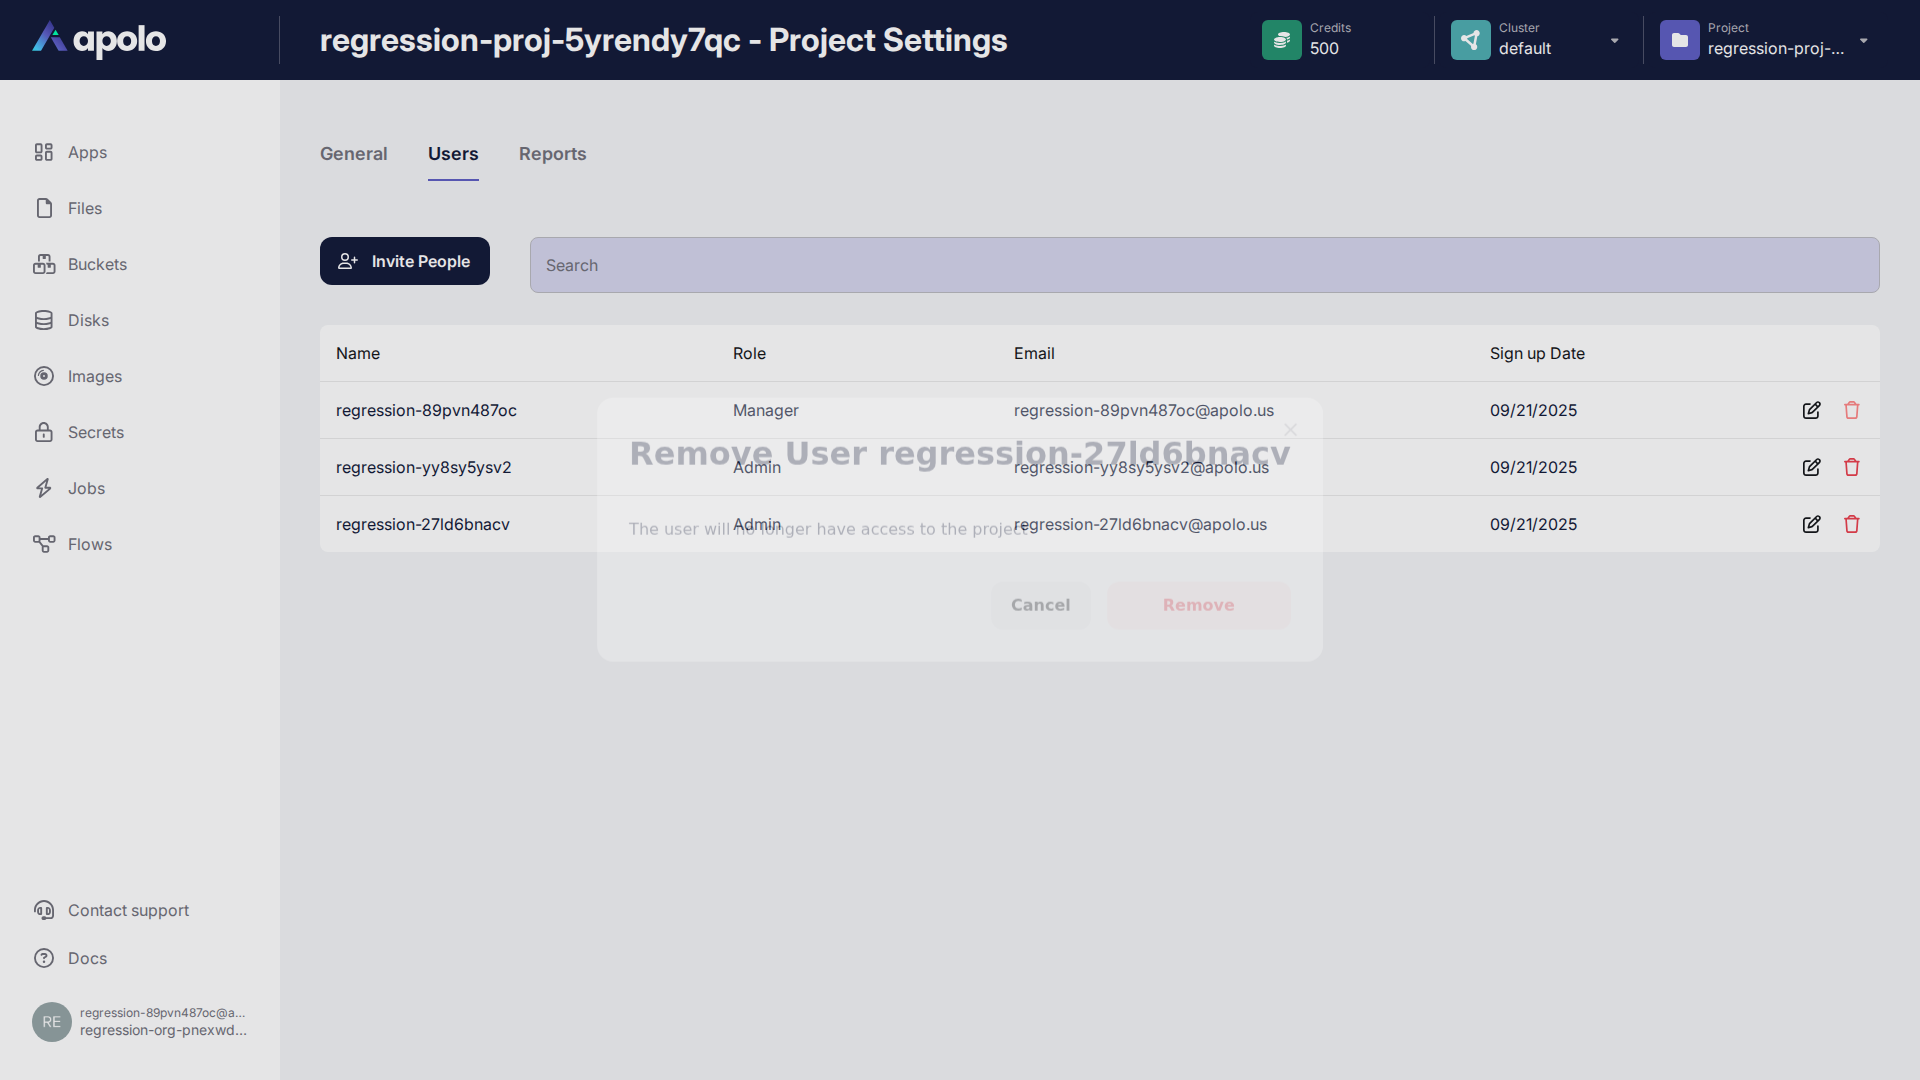 apolo
regression-proj-5yrendy7qc - Project Settings
Credits
500
Cluster
default
Project
regression-proj-...
Apps
Files
Buckets
Disks
Images
Secrets
Jobs
Flows
General
Users
Reports
Invite People
Search
Name
Role
Email
Sign up Date
regression-89pvn487oc
Manager
regression-89pvn487oc@apolo.us
09/21/2025
regression-yy8sy5ysv2
Admin
regression-yy8sy5ysv2@apolo.us
09/21/2025
regression-27ld6bnacv
Admin
regression-27ld6bnacv@apolo.us
09/21/2025
Remove User regression-27ld6bnacv
The user will no longer have access to the project
Cancel
Remove
Contact support
Docs
RE
regression-89pvn487oc@a...
regression-org-pnexwd...